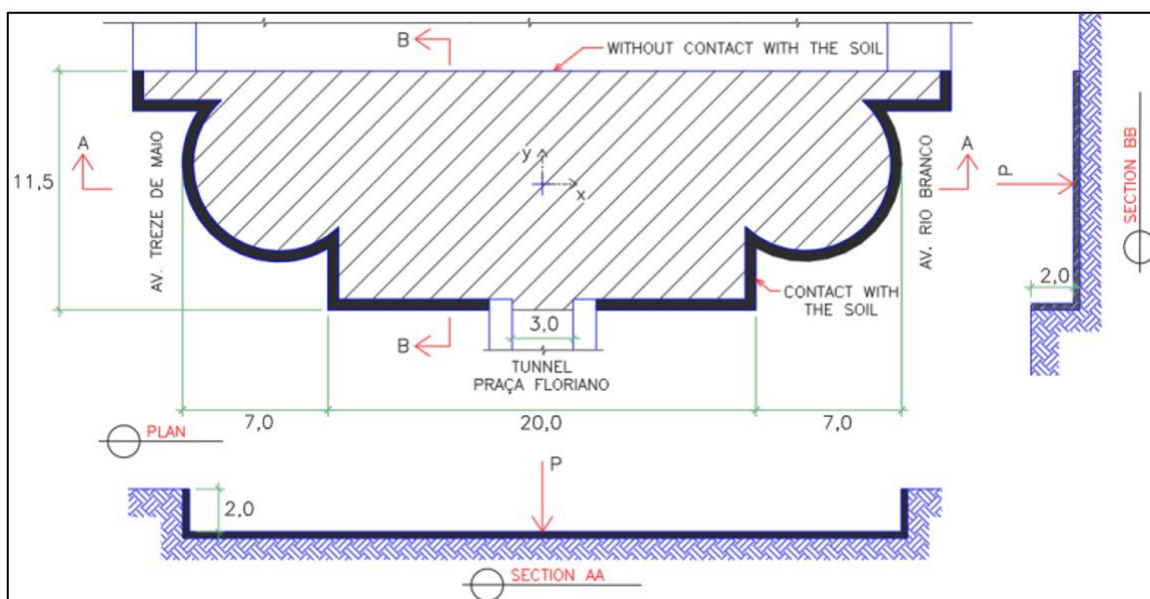 B
WITHOUT CONTACT WITH THE SOIL
A
A
11,5
AV. TREZE DE MAIO
y
x
AV. RIO BRANCO
P
SECTION BB
2,0
CONTACT WITH
THE SOIL
B
3,0
TUNNEL
PRAÇA FLORIANO
7,0
20,0
7,0
PLAN
P
2,0
SECTION AA